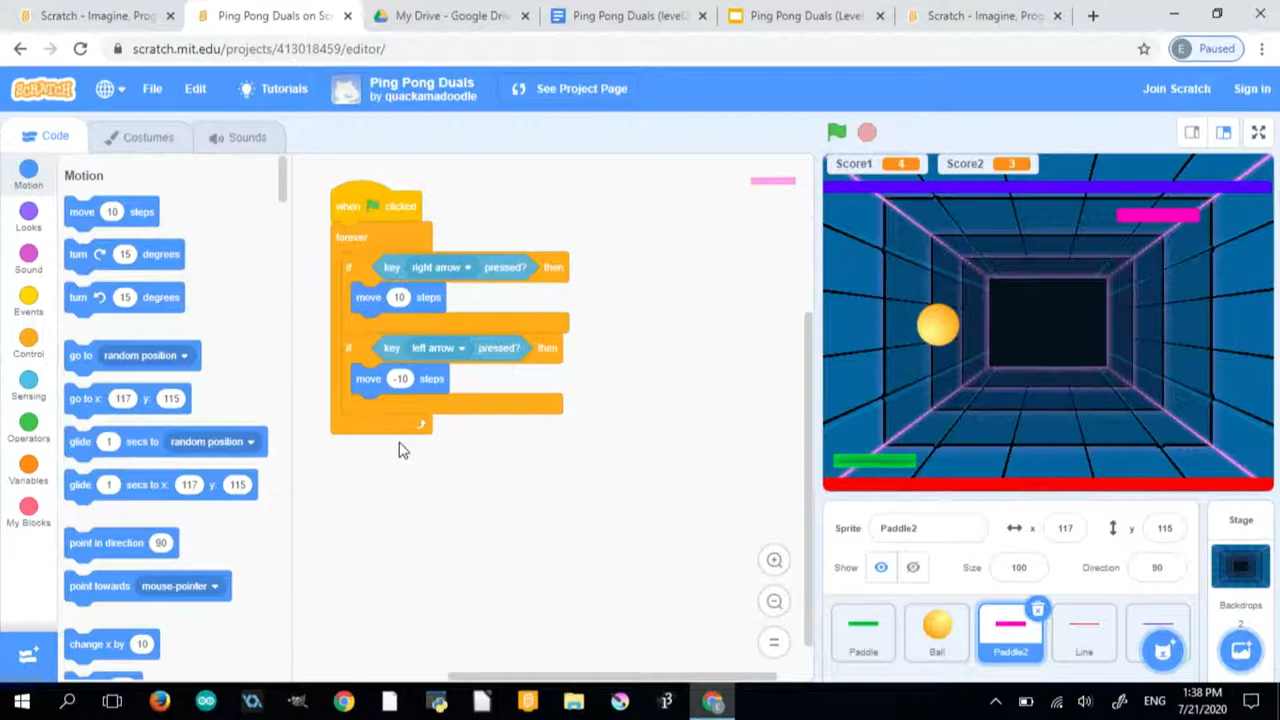 Scratch - Imagine, Prog
Ping Pong Duals on Scr
My Drive - Google Drive
Ping Pong Duals (level2
Ping Pong Duals (Level
Scratch - Imagine, Prog
scratch.mit.edu/projects/413018459/editor/
E Paused
SCRATCH
File
Edit
Tutorials
Ping Pong Duals
by quackamadoodle
See Project Page
Join Scratch
Sign in
Code
Costumes
Sounds
Motion
Looks
Sound
Events
Control
Sensing
Operators
Variables
My Blocks
Motion
move 10 steps
turn 15 degrees
turn 15 degrees
go to random position
go to x: 117 y: 115
glide 1 secs to random position
glide 1 secs to x: 117 y: 115
point in direction 90
point towards mouse-pointer
change x by 10
when clicked
forever
if key right arrow pressed? then
move 10 steps
if key left arrow pressed? then
move -10 steps
Score1 4
Score2 3
Sprite Paddle2 x 117 y 115
Show Size 100 Direction 90
Paddle
Ball
Paddle2
Line
Stage
Backdrops
2
ENG
1:38 PM
7/21/2020